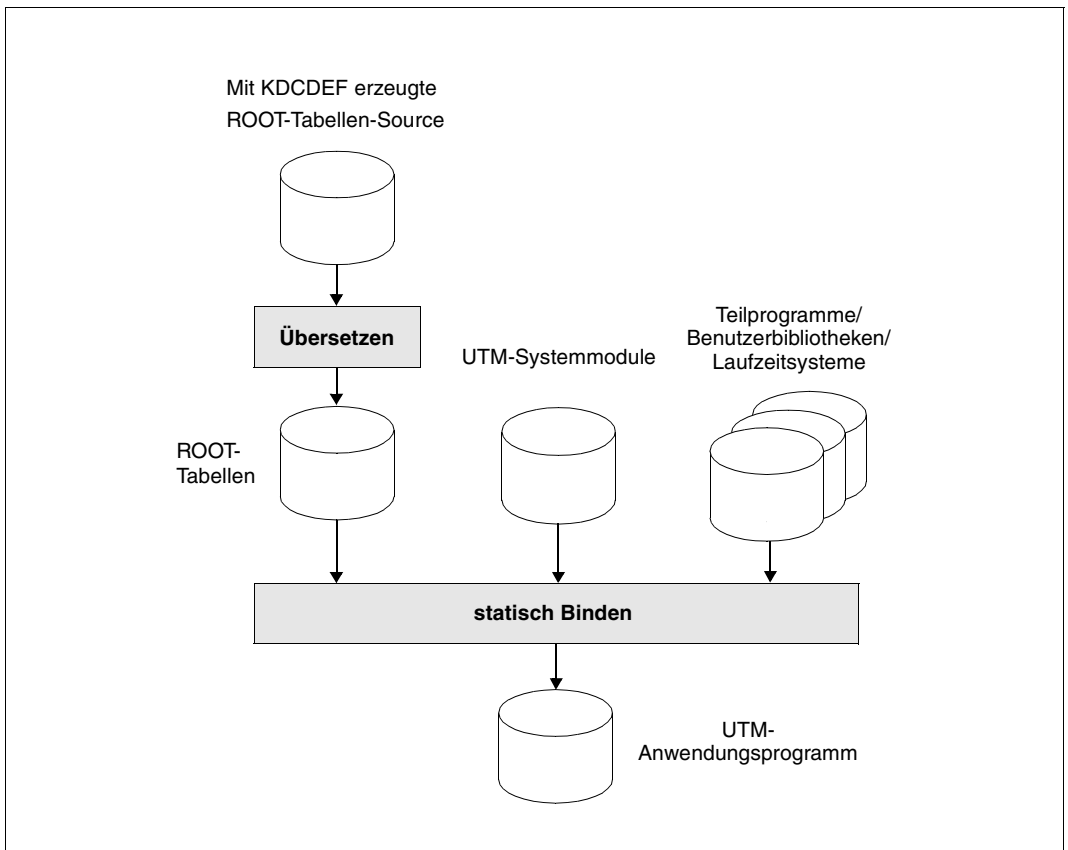 Mit KDCDEF erzeugte
ROOT-Tabellen-Source
Übersetzen
UTM-Systemmodule
Teilprogramme/
Benutzerbibliotheken/
Laufzeitsysteme
ROOT-
Tabellen
statisch Binden
UTM-
Anwendungsprogramm